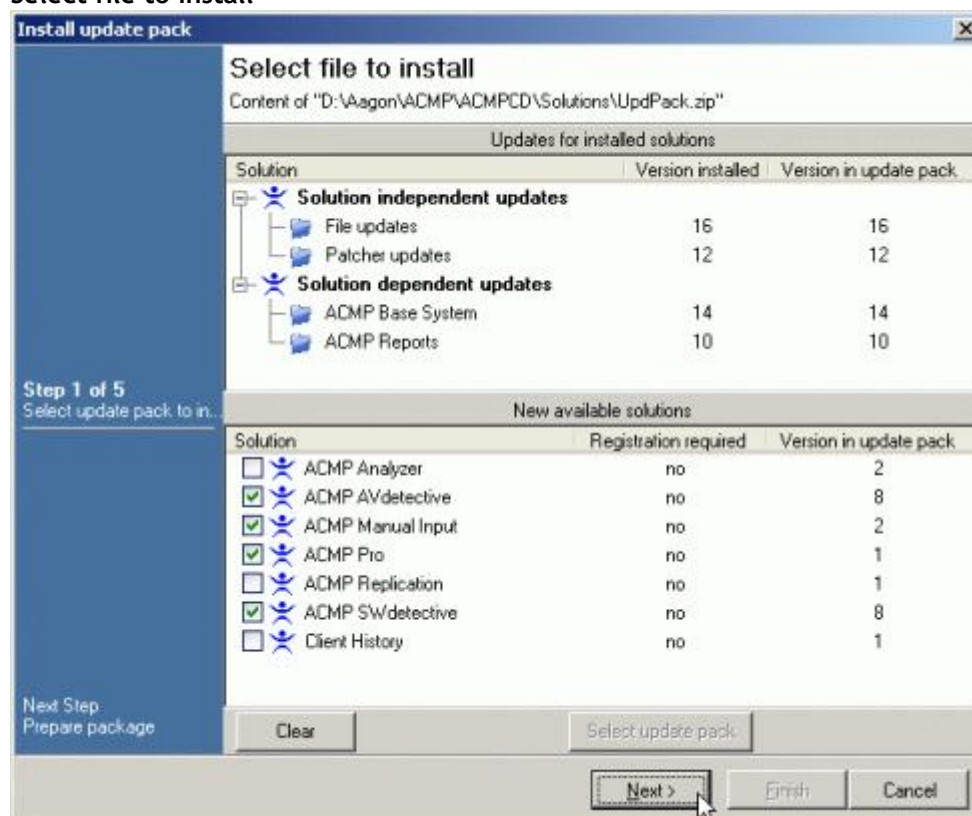 Select file to install
Install update pack
Select file to install
Content of "D:\Aagon\ACMP\ACMPCD\Solutions\UpdPack.zip"
Updates for installed solutions
Solution Version installed Version in update pack
Solution independent updates
File updates 16 16
Patcher updates 12 12
Solution dependent updates
ACMP Base System 14 14
ACMP Reports 10 10
Step 1 of 5
Select update pack to in...
New available solutions
Solution Registration required Version in update pack
ACMP Analyzer no 2
ACMP AVdetective no 8
ACMP Manual Input no 2
ACMP Pro no 1
ACMP Replication no 1
ACMP SWdetective no 8
Client History no 1
Next Step
Prepare package
Clear Select update pack
Next > Finish Cancel